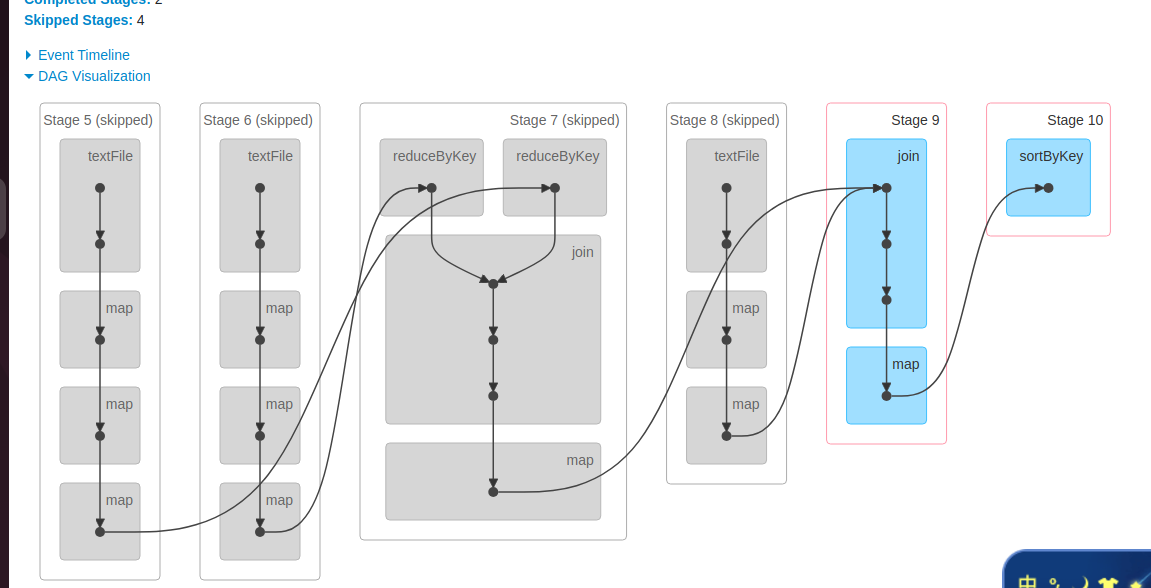 Completed Stages: 2
Skipped Stages: 4
Event Timeline
DAG Visualization
Stage 5 (skipped)
textFile
map
map
map
Stage 6 (skipped)
textFile
map
map
map
Stage 7 (skipped)
reduceByKey
reduceByKey
join
map
Stage 8 (skipped)
textFile
map
map
Stage 9
join
map
Stage 10
sortByKey
中